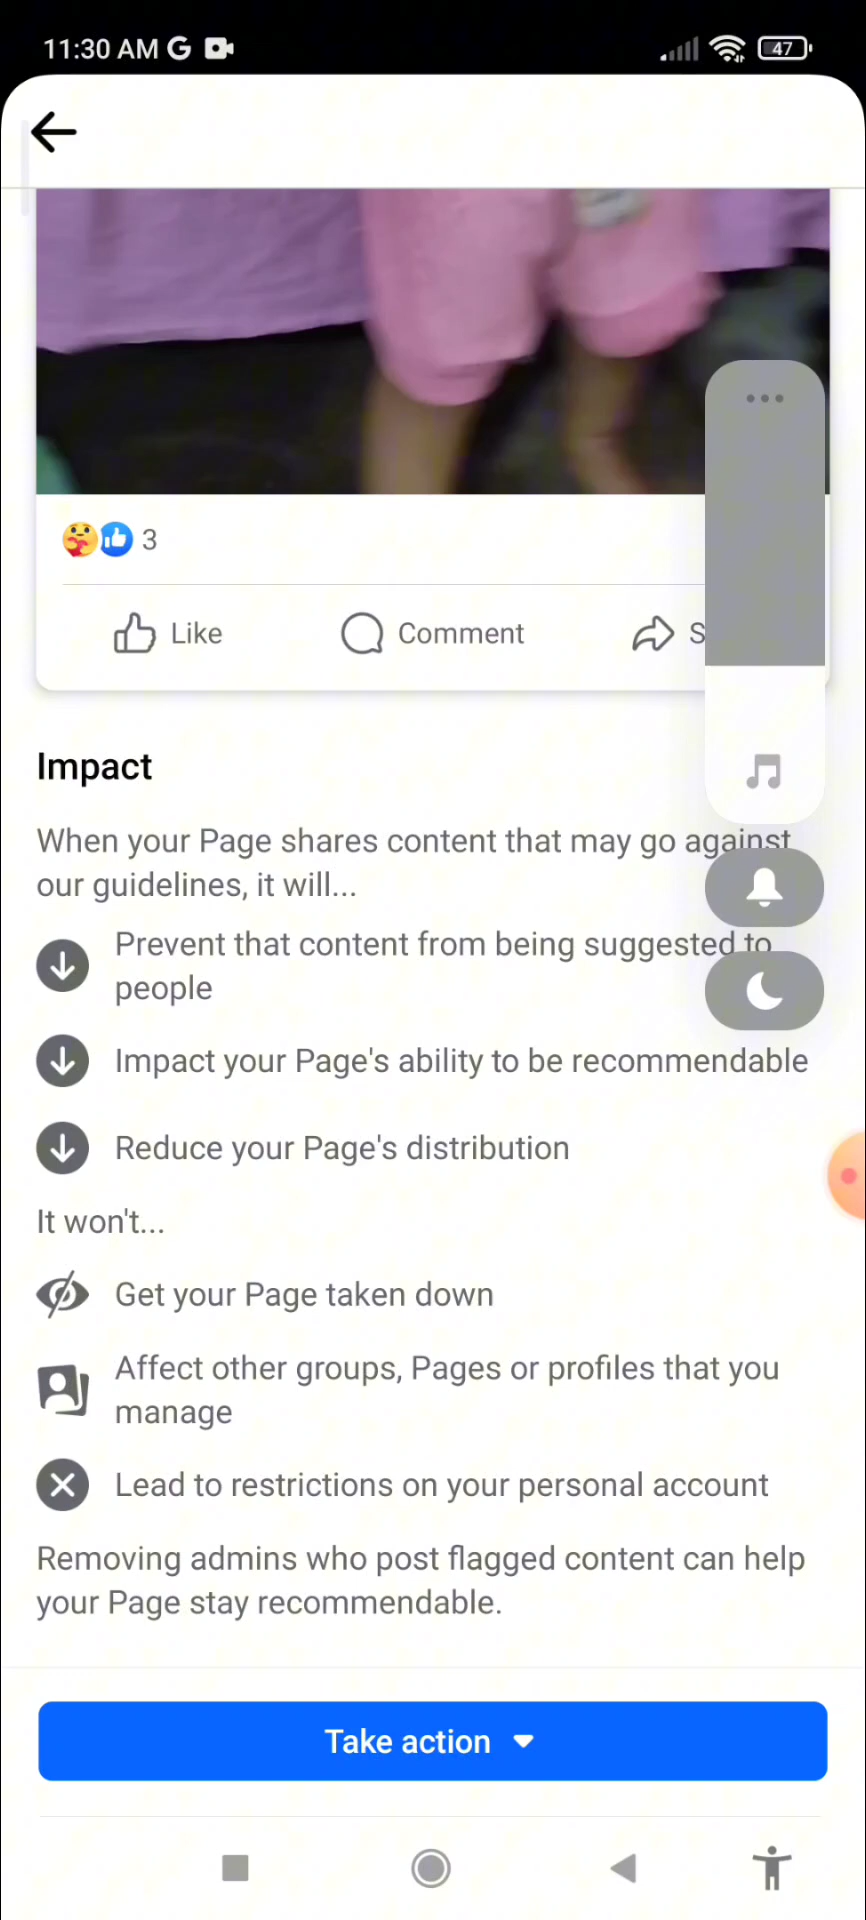 11:30 AM G
47
3
Like Comment S
Impact
When your Page shares content that may go against
our guidelines, it will...
Prevent that content from being suggested to
people
Impact your Page's ability to be recommendable
Reduce your Page's distribution
It won't...
Get your Page taken down
Affect other groups, Pages or profiles that you
manage
Lead to restrictions on your personal account
Removing admins who post flagged content can help
your Page stay recommendable.
Take action